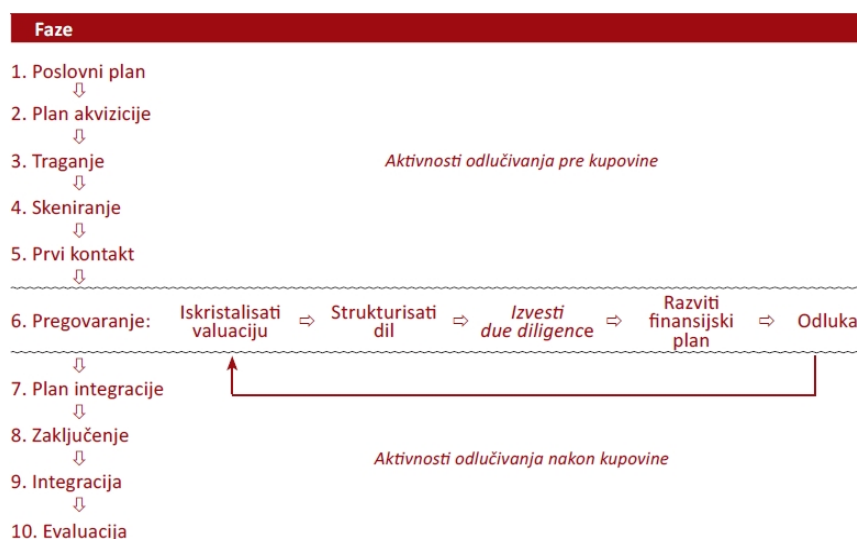 Faze
1. Poslovni plan
2. Plan akvizicije
3. Traganje
Aktivnosti odlučivanja pre kupovine
4. Skeniranje
5. Prvi kontakt
6. Pregovaranje:
Iskristalisati
valuaciju
Strukturisati
dil
Izvesti
due diligence
Razviti
finansijski
plan
Odluka
7. Plan integracije
8. Zaključenje
Aktivnosti odlučivanja nakon kupovine
9. Integracija
10. Evaluacija